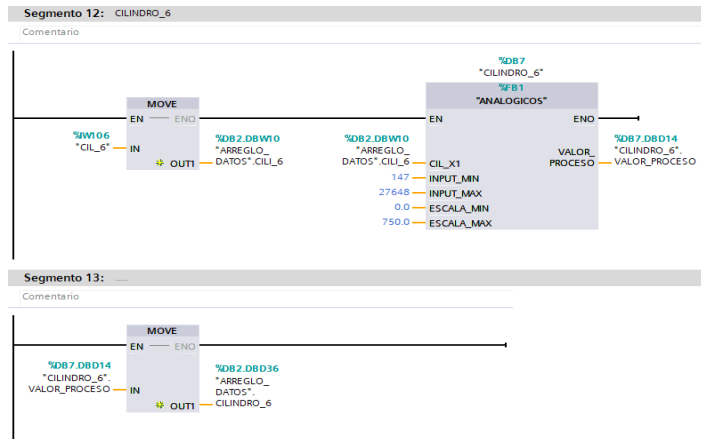 Segmento 12: CILINDRO_6
Comentario
%DB7
"CILINDRO_6"
%FB1
"ANALOGICOS"
MOVE
EN ENO
%IW106
"CIL_6"
IN
OUT1
%DB2.DBW10
"ARREGLO_
DATOS".CILI_6
EN ENO
%DB2.DBW10
"ARREGLO_
DATOS".CILI_6
CIL_X1
147 INPUT_MIN
27648 INPUT_MAX
0.0 ESCALA_MIN
750.0 ESCALA_MAX
VALOR_
PROCESO
%DB7.DBD14
"CILINDRO_6".
VALOR_PROCESO
Segmento 13: .....
Comentario
MOVE
EN ENO
%DB7.DBD14
"CILINDRO_6".
VALOR_PROCESO
IN
OUT1
%DB2.DBD36
"ARREGLO_
DATOS".
CILINDRO_6